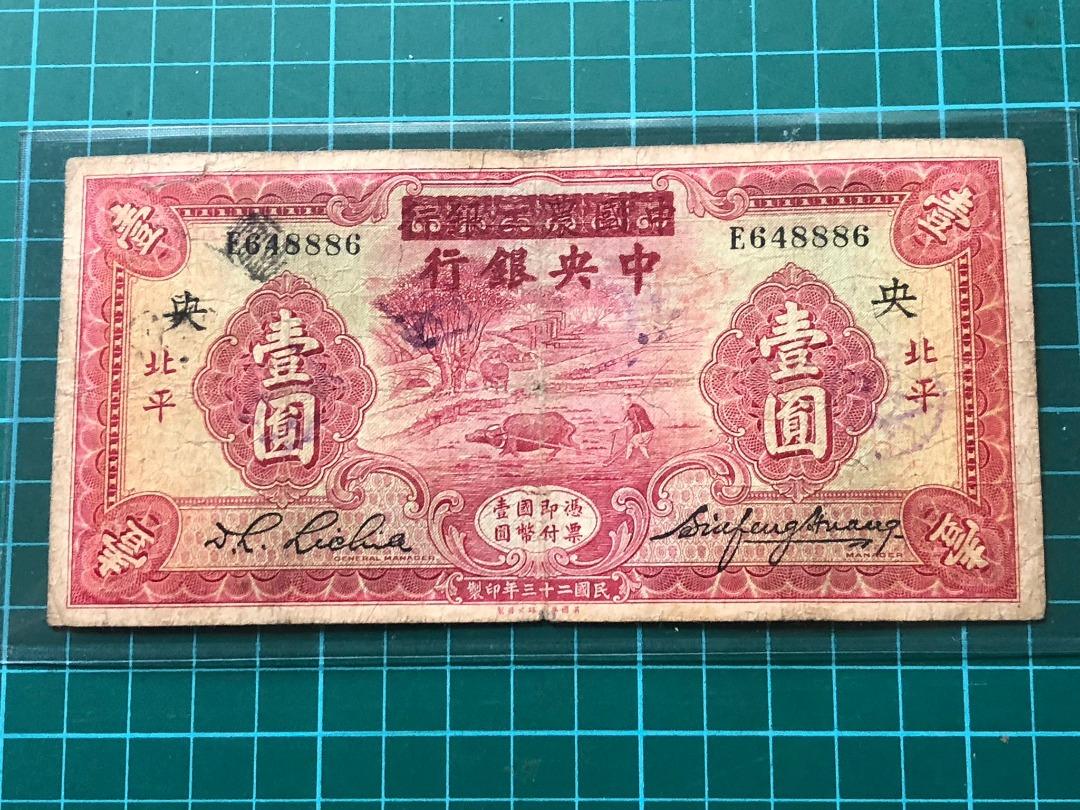 壹
壹
中國農工銀行
E648886
E648886
中央銀行
央
央
北平
北平
壹圓
壹圓
憑票
即付
國幣
壹圓
GENERAL MANAGER
MANAGER
民國二十三年印製
壹
壹